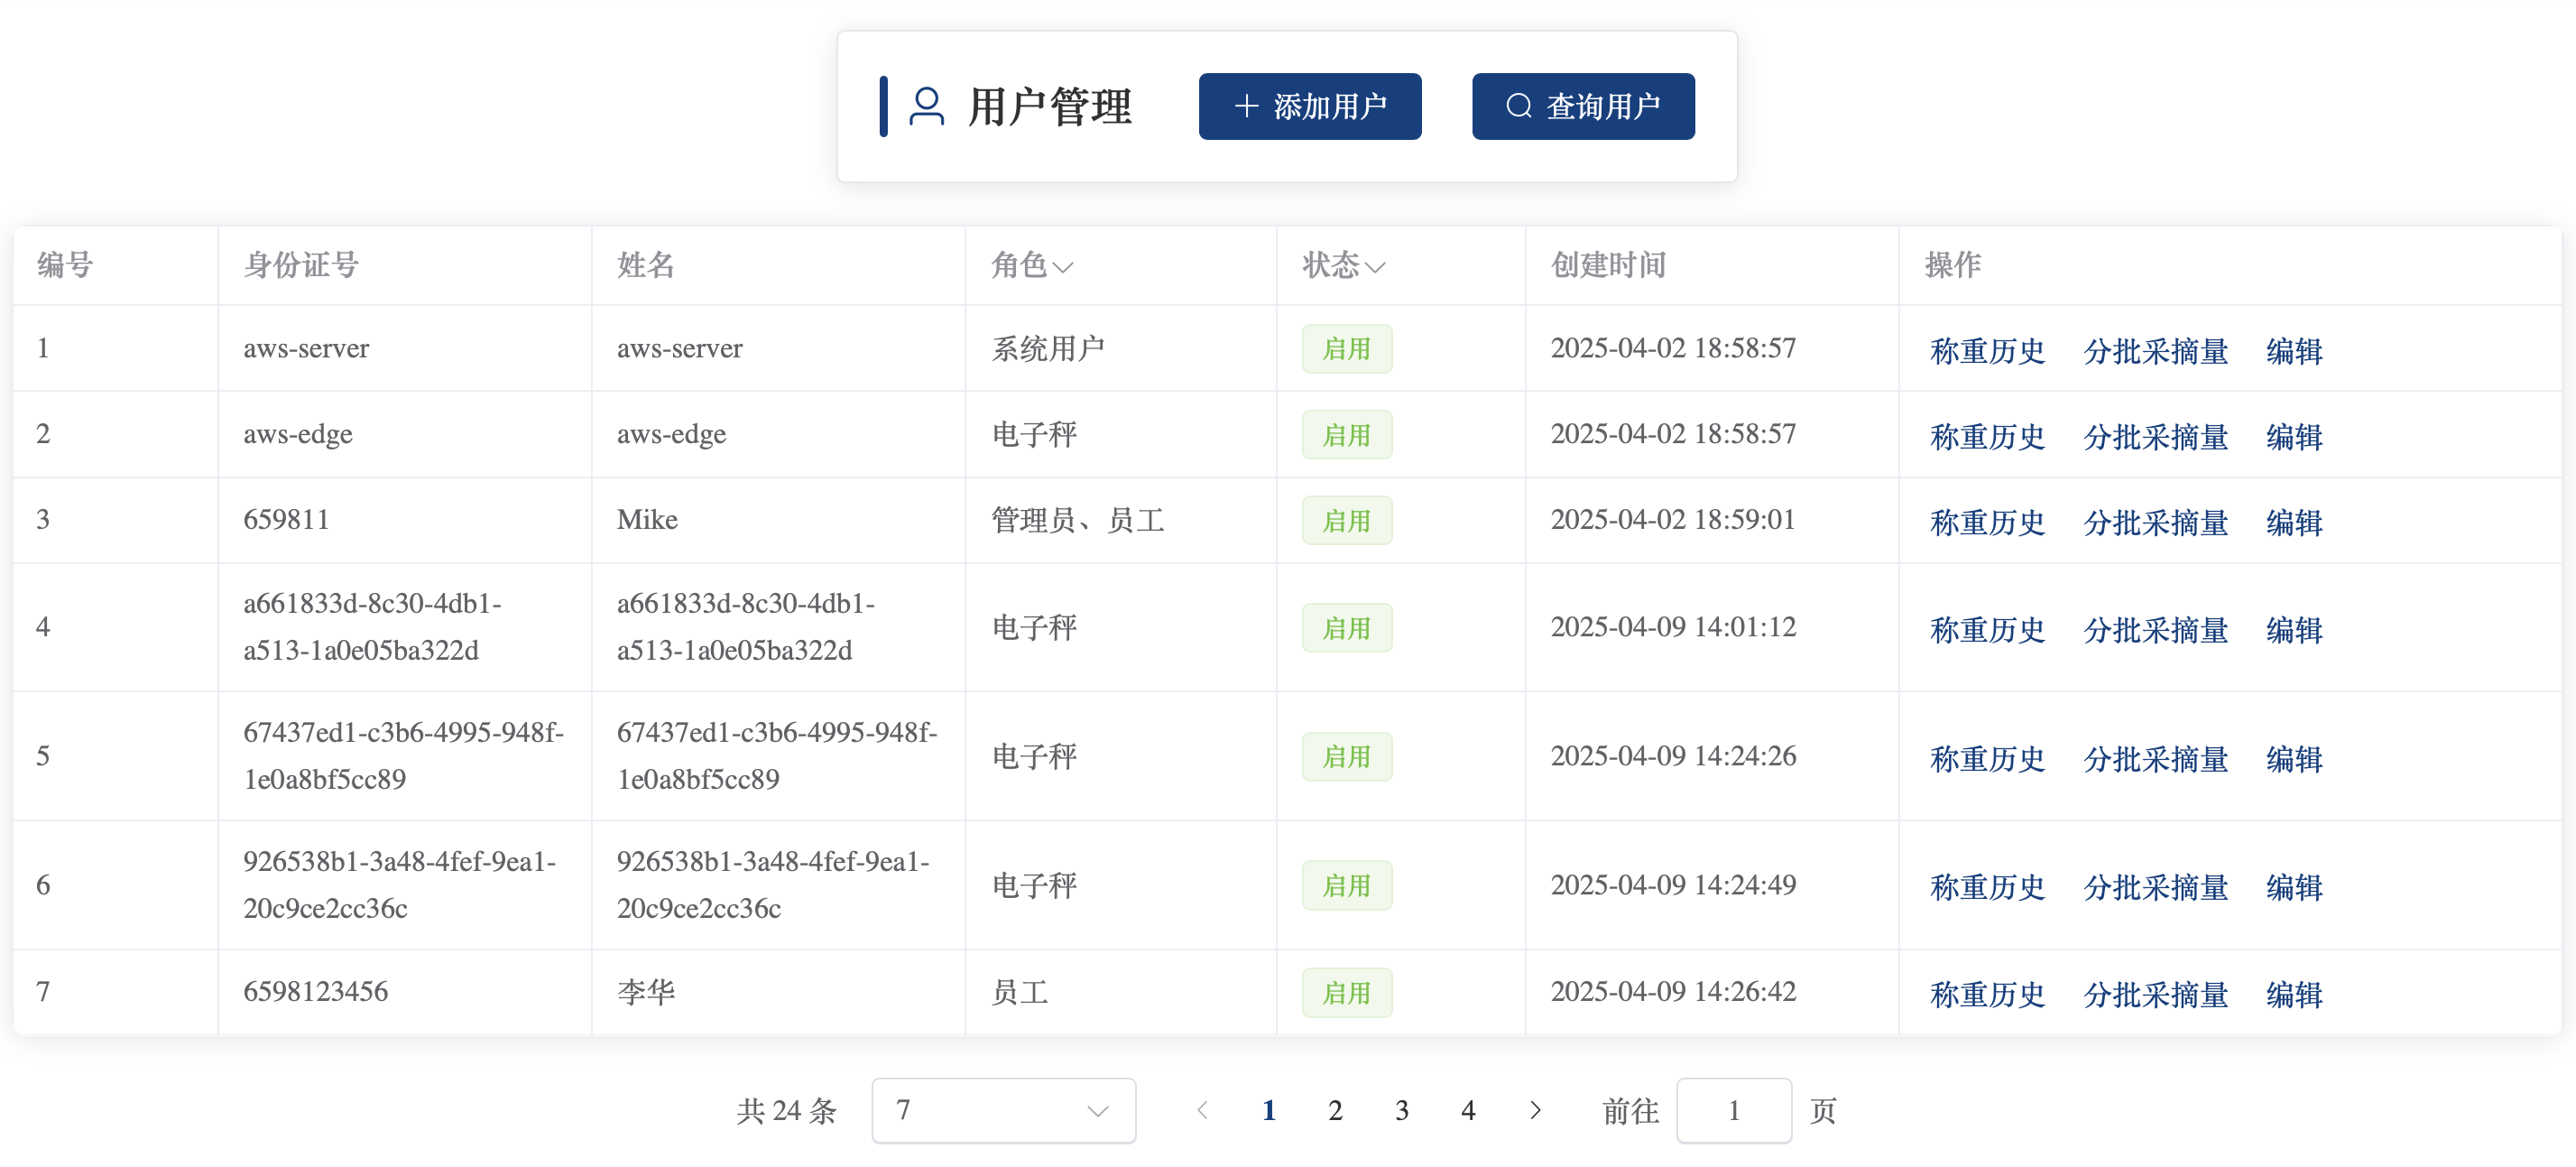 用户管理 添加用户 查询用户
编号 身份证号 姓名 角色 状态 创建时间 操作
1 aws-server aws-server 系统用户 启用 2025-04-02 18:58:57 称重历史 分批采摘量 编辑
2 aws-edge aws-edge 电子秤 启用 2025-04-02 18:58:57 称重历史 分批采摘量 编辑
3 659811 Mike 管理员、员工 启用 2025-04-02 18:59:01 称重历史 分批采摘量 编辑
a661833d-8c30-4db1- a661833d-8c30-4db1-
4 电子秤 启用 2025-04-09 14:01:12 称重历史 分批采摘量 编辑
a513-1a0e05ba322d a513-1a0e05ba322d
67437ed1-c3b6-4995-948f- 67437ed1-c3b6-4995-948f-
5 电子秤 启用 2025-04-09 14:24:26 称重历史 分批采摘量 编辑
1e0a8bf5cc89 1e0a8bf5cc89
926538b1-3a48-4fef-9ea1- 926538b1-3a48-4fef-9ea1-
6 电子秤 启用 2025-04-09 14:24:49 称重历史 分批采摘量 编辑
20c9ce2cc36c 20c9ce2cc36c
7 6598123456 李华 员工 启用 2025-04-09 14:26:42 称重历史 分批采摘量 编辑
共 24 条 7 1 2 3 4 前往 1 页